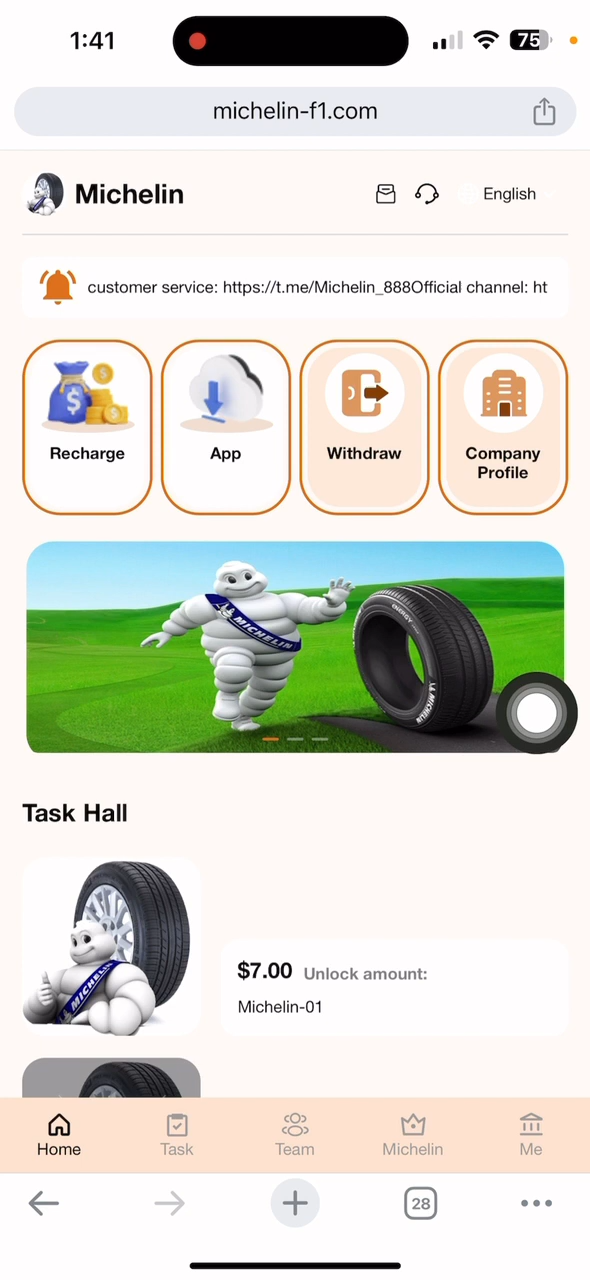 1:41
75
michelin-f1.com
Michelin
English
customer service: https://t.me/Michelin_888Official channel: ht
Recharge
App
Withdraw
Company
Profile
MICHELIN
ENERGY
MICHELIN
Task Hall
MICHELIN
$7.00 Unlock amount:
Michelin-01
Home
Task
Team
Michelin
Me
28